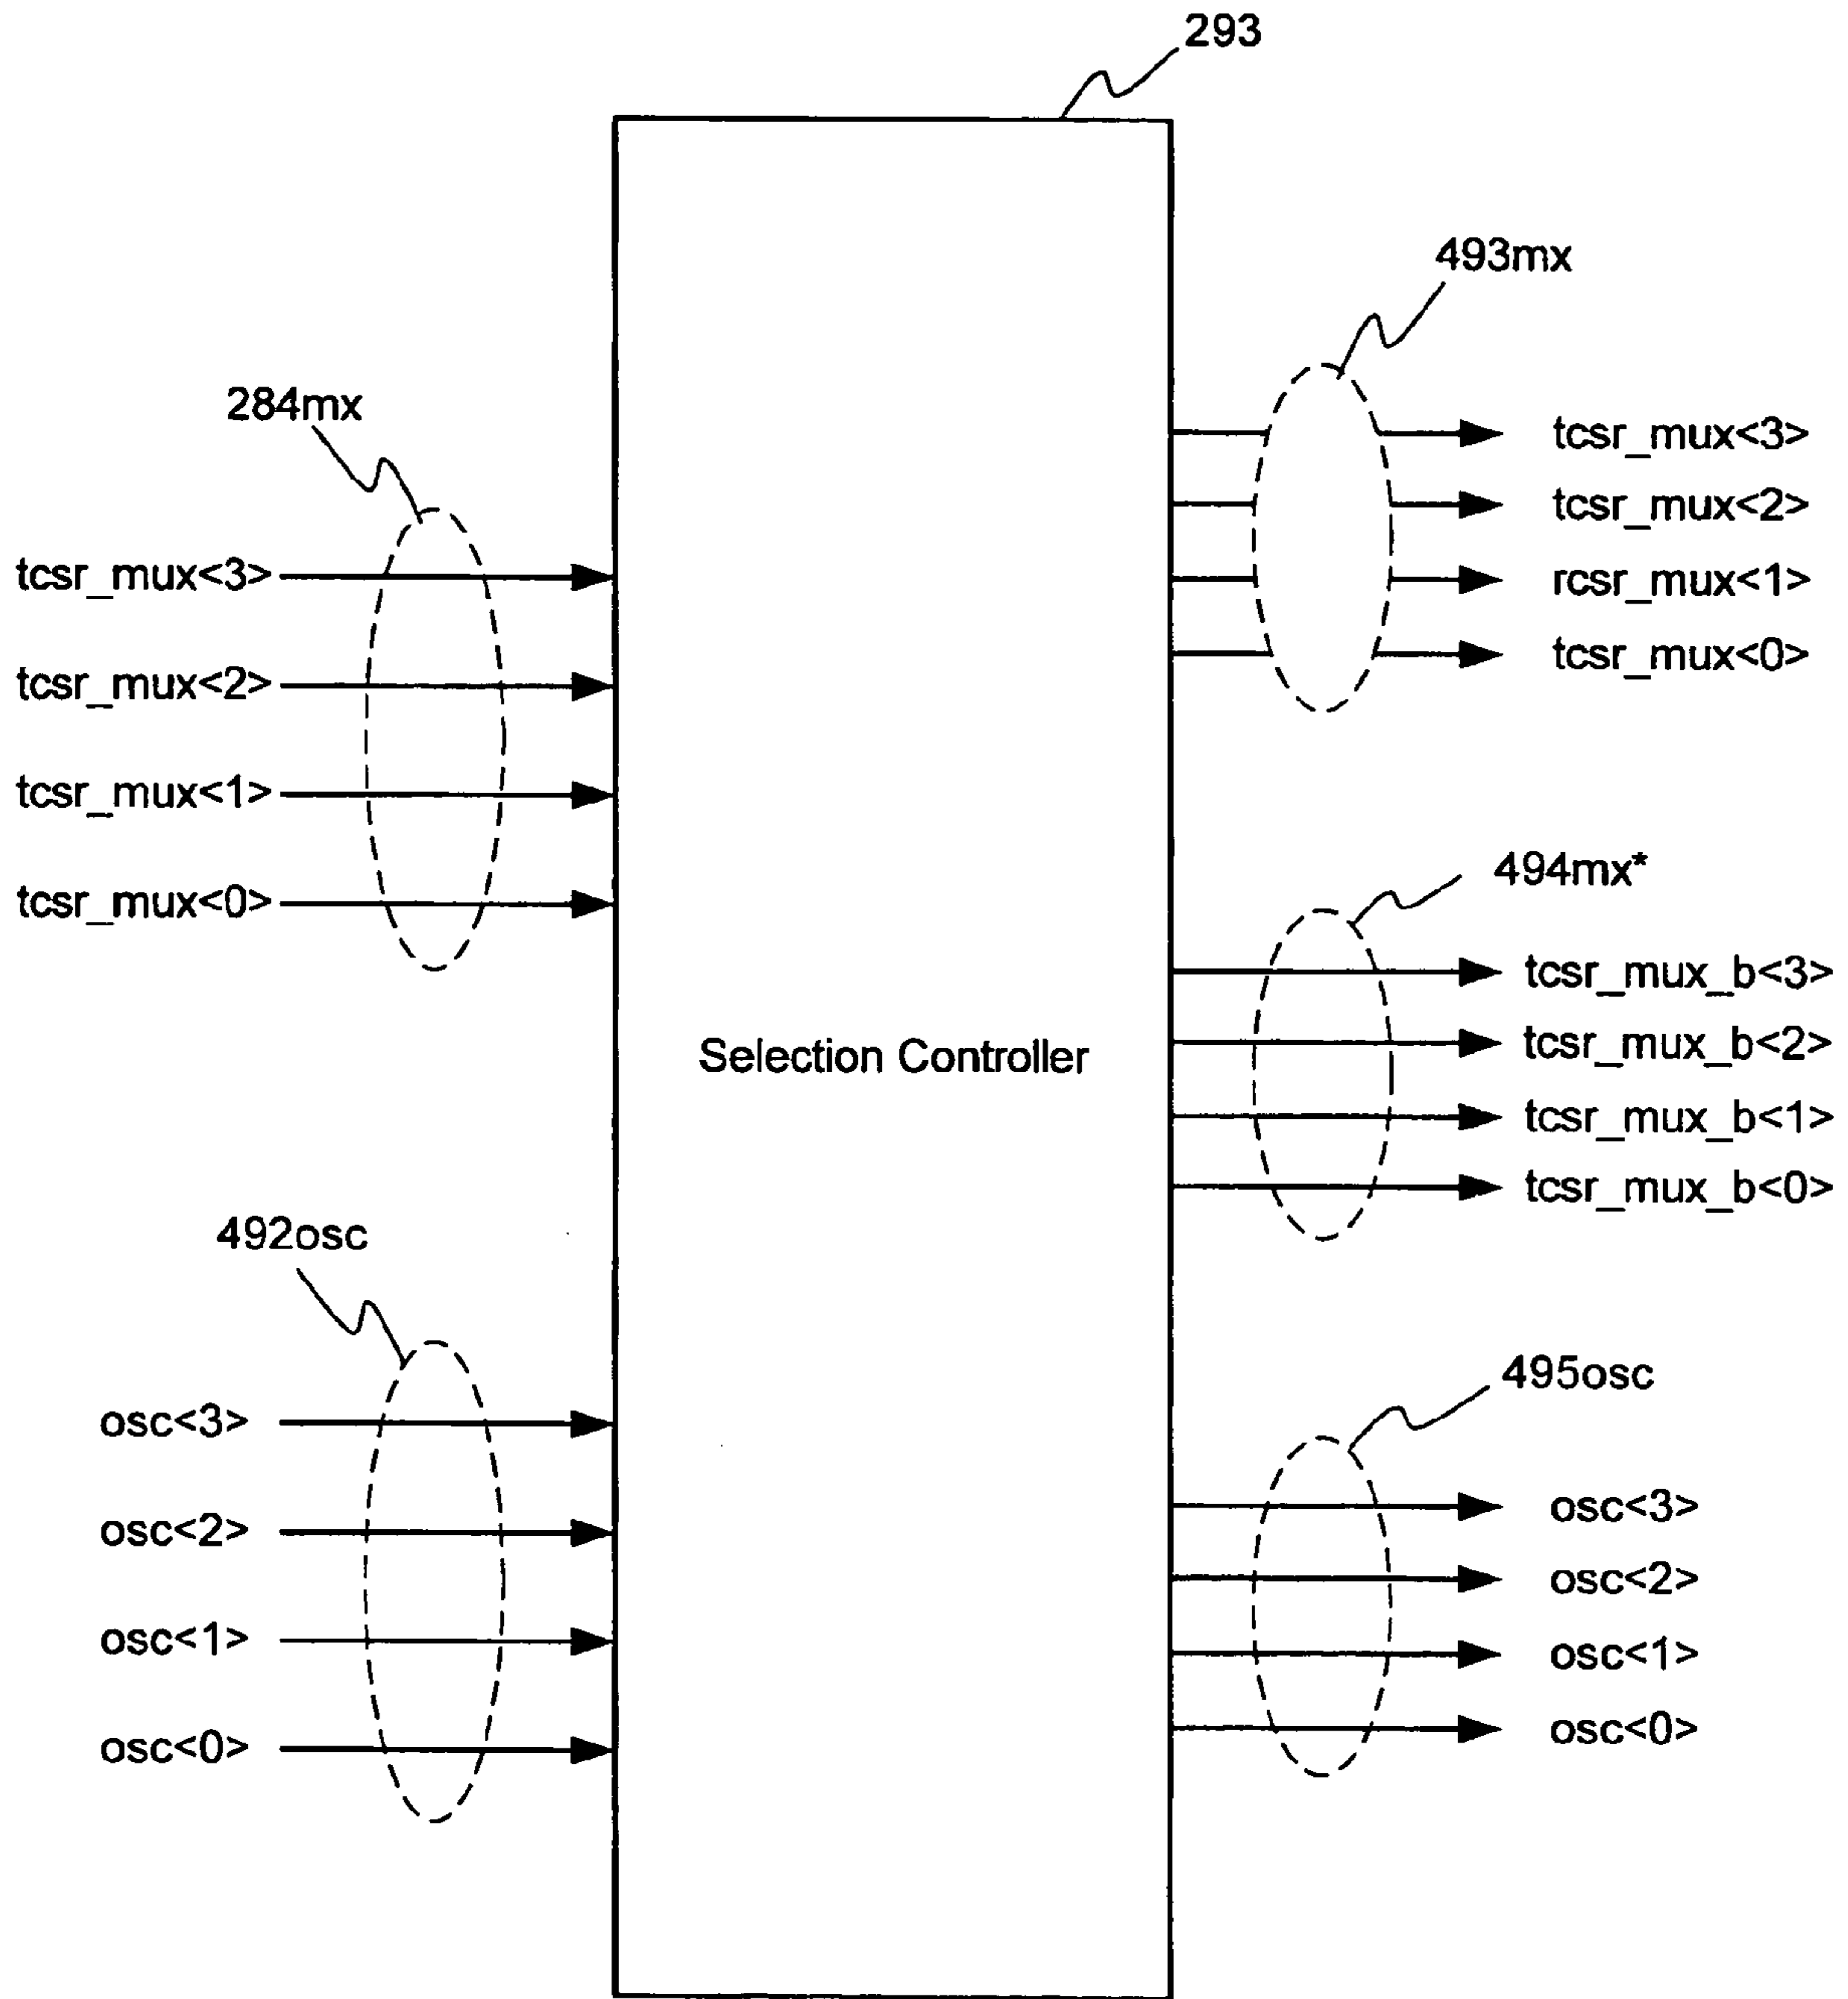 293
493mx
284mx
tcsr_mux<3>
tcsr_mux<2>
rcsr_mux<1>
tcsr_mux<0>
tcsr_mux<3>
tcsr_mux<2>
tcsr_mux<1>
tcsr_mux<0>
494mx*
tcsr_mux_b<3>
tcsr_mux_b<2>
tcsr_mux_b<1>
tcsr_mux_b<0>
Selection Controller
492osc
osc<3>
osc<2>
osc<1>
osc<0>
495osc
osc<3>
osc<2>
osc<1>
osc<0>